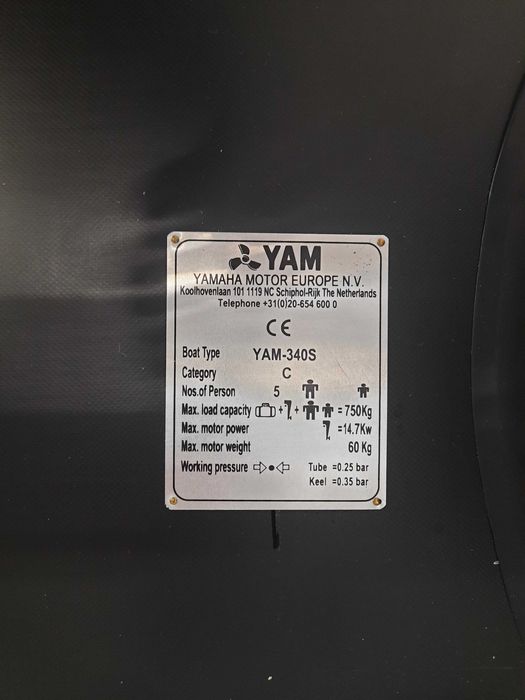 YAM
YAMAHA MOTOR EUROPE N.V.
Koolhovenlaan 101 1119 NC Schiphol-Rijk The Netherlands
Telephone +31(0)20-654 600 0
CE
Boat Type YAM-340S
Category C
Nos.of Person 5
Max. load capacity + + = 750Kg
Max. motor power =14.7Kw
Max. motor weight 60 Kg
Working pressure Tube =0.25 bar
Keel =0.35 bar